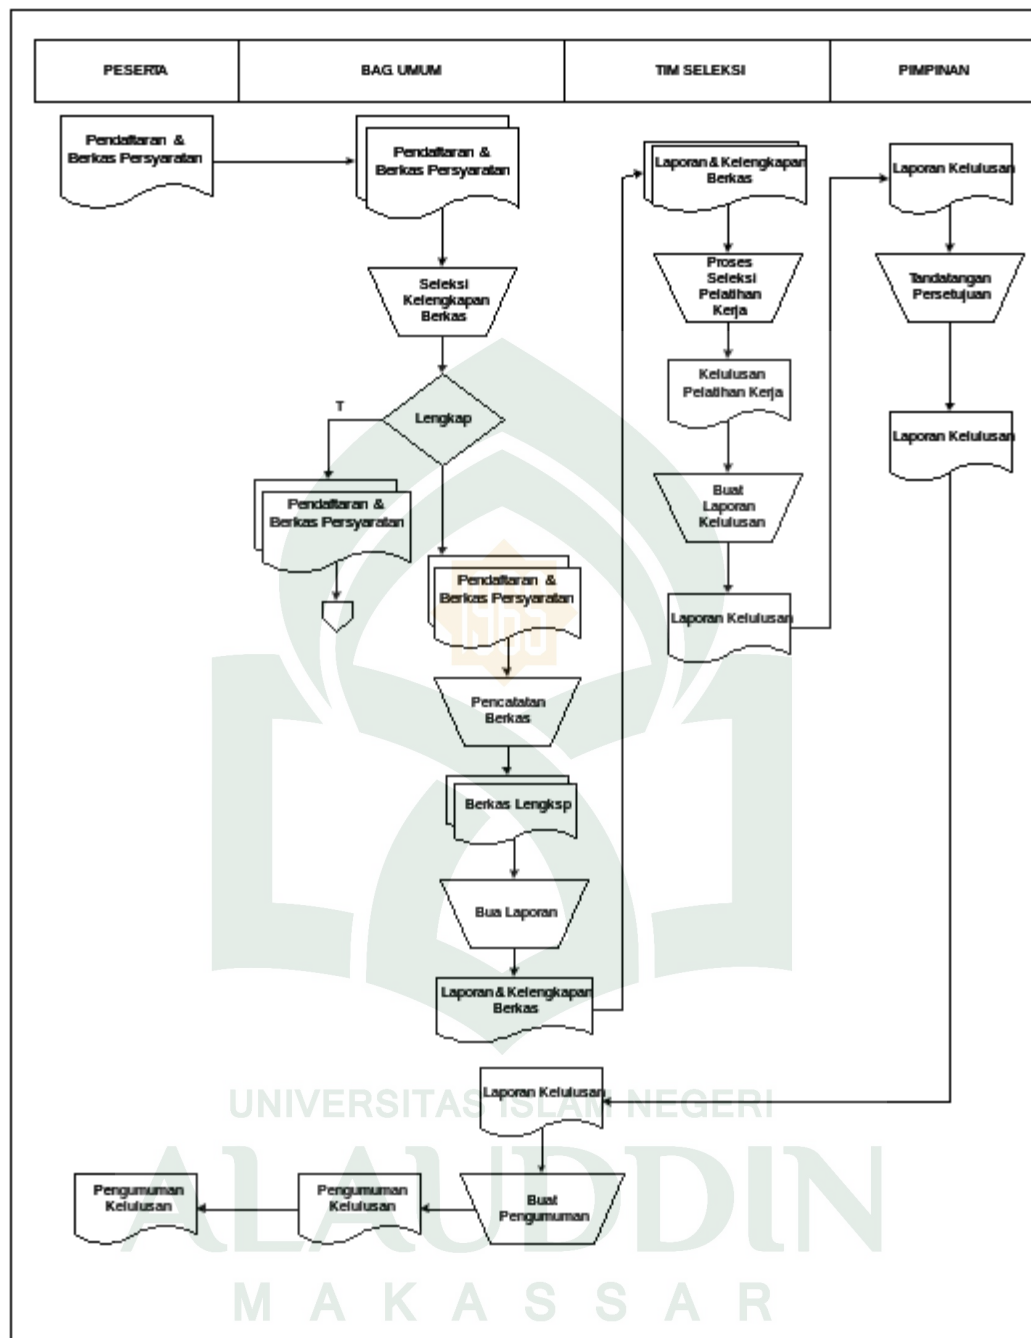 PESERTA
BAG. UMUM
TIM SELEKSI
PIMPINAN
Pendaftaran &
Berkas Persyaratan
Pendaftaran &
Berkas Persyaratan
Laporan & Kelengkapan
Berkas
Laporan Kelulusan
Seleksi
Kelengkapan
Berkas
Proses
Seleksi
Pelatihan
Kerja
Tandatangan
Persetujuan
Kelulusan
Pelatihan Kerja
T
Lengkap
Laporan Kelulusan
Pendaftaran &
Berkas Persyaratan
Buat
Laporan
Kelulusan
Pendaftaran &
Berkas Persyaratan
1965
Laporan Kelulusan
Pencatatan
Berkas
Berkas Lengksp
Bua Laporan
Laporan & Kelengkapan
Berkas
Laporan Kelulusan
UNIVERSITAS ISLAM NEGERI
Pengumuman
Kelulusan
Pengumuman
Kelulusan
Buat
Pengumuman
ALAUDDIN
MAKASSAR